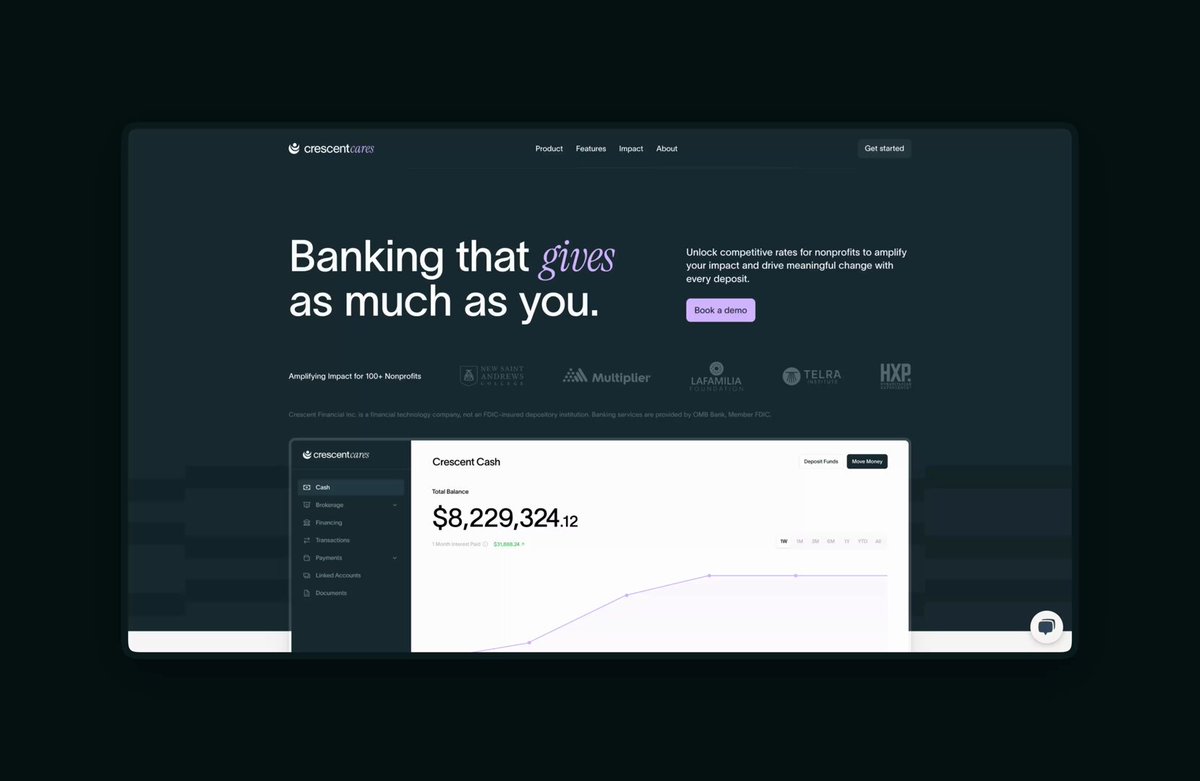 crescentcares
Product
Features
Impact
About
Get started
Banking that gives
as much as you.
Unlock competitive rates for nonprofits to amplify
your impact and drive meaningful change with
every deposit.
Book a demo
Amplifying Impact for 100+ Nonprofits
NEW SAINT
ANDREWS
COLLEGE
Multiplier
LAFAMILIA
FOUNDATION
TELRA
INSTITUTE
HXP.
HUMANITARIAN
EXPERIENCE
Crescent Financial Inc. is a financial technology company, not an FDIC-insured depository institution. Banking services are provided by OMB Bank, Member FDIC.
crescentcares
Cash
Brokerage
Financing
Transactions
Payments
Linked Accounts
Documents
Crescent Cash
Deposit Funds
Move Money
Total Balance
$8,229,324.12
1 Month Interest Paid
1W
1M
3M
6M
1Y
YTD
All